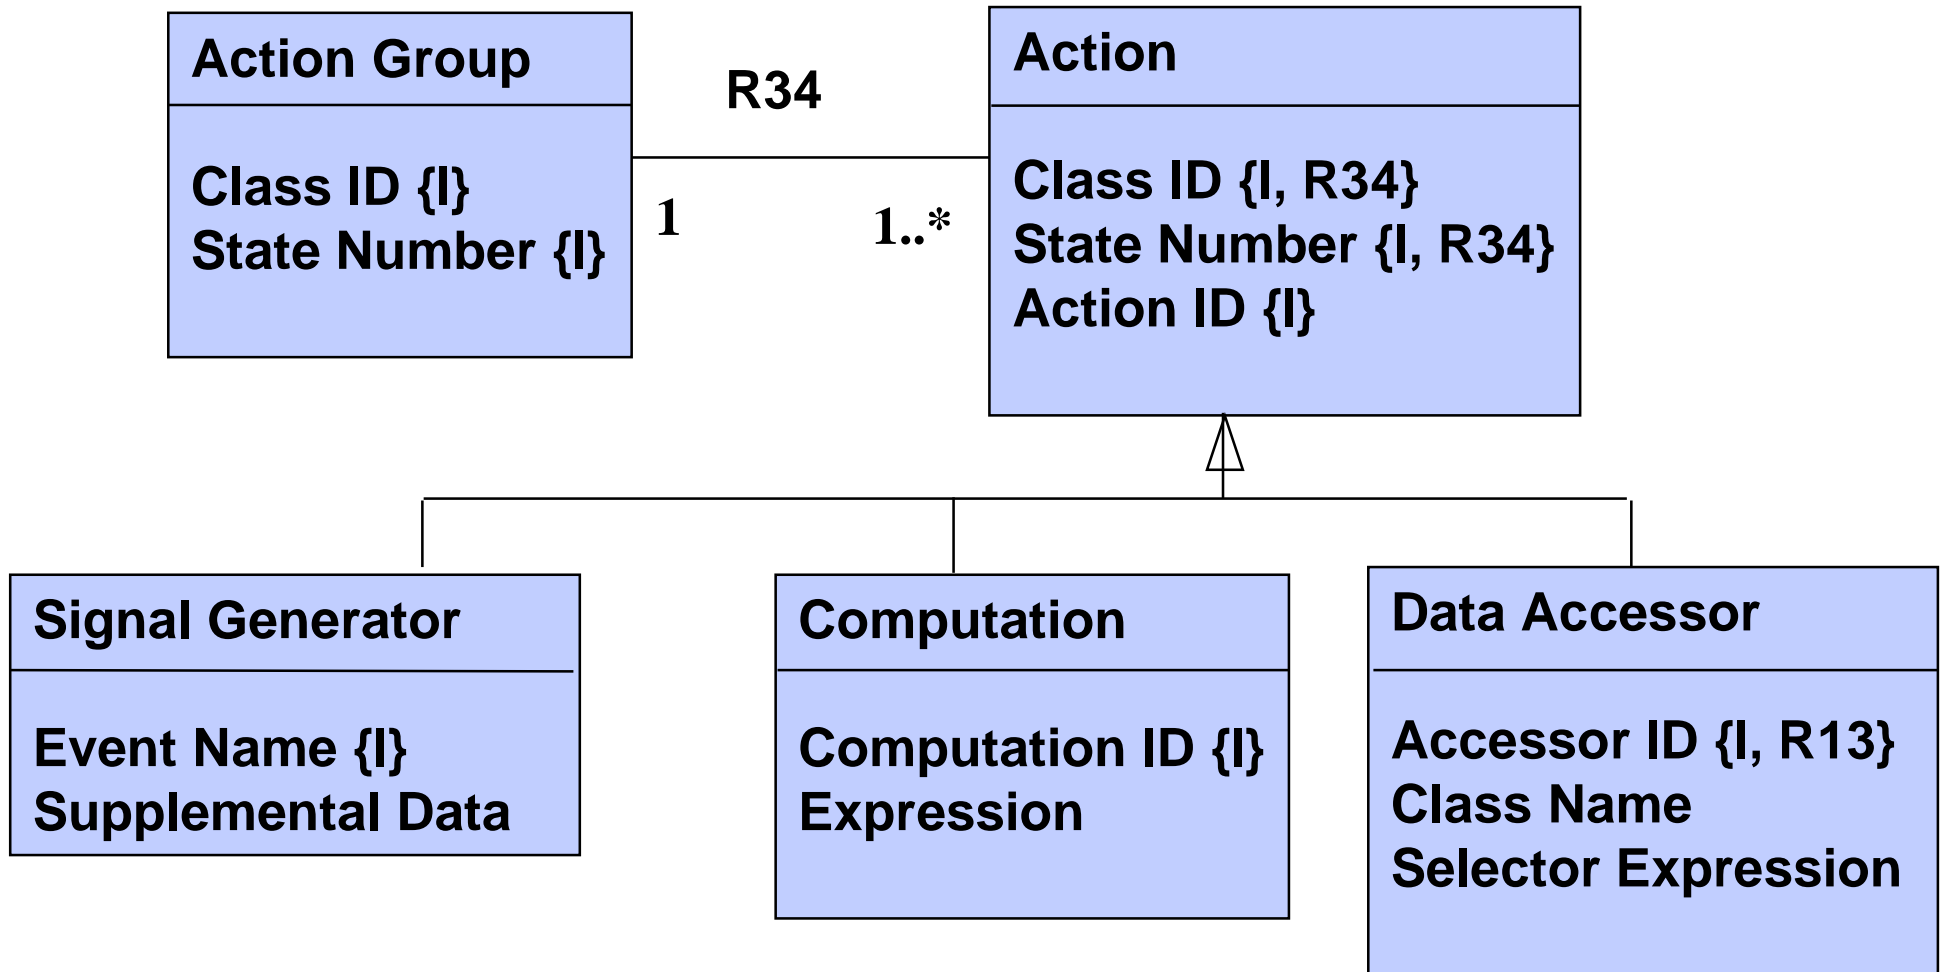 Action Group
Class ID {I}
State Number {I}
R34
1
1..*
Action
Class ID {I, R34}
State Number {I, R34}
Action ID {I}
Signal Generator
Event Name {I}
Supplemental Data
Computation
Computation ID {I}
Expression
Data Accessor
Accessor ID {I, R13}
Class Name
Selector Expression